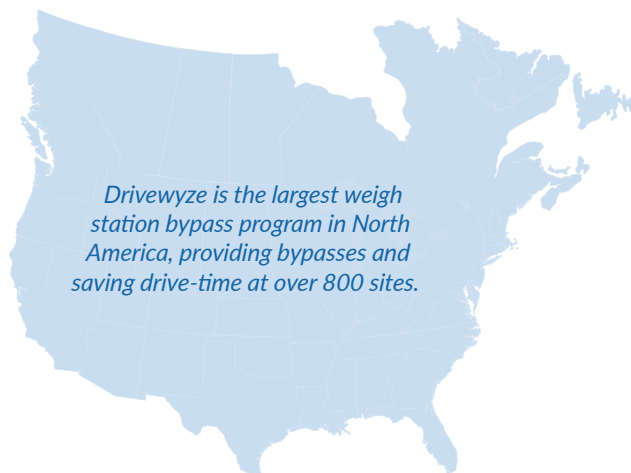 Drivewyze is the largest weigh
station bypass program in North
America, providing bypasses and
saving drive-time at over 800 sites.